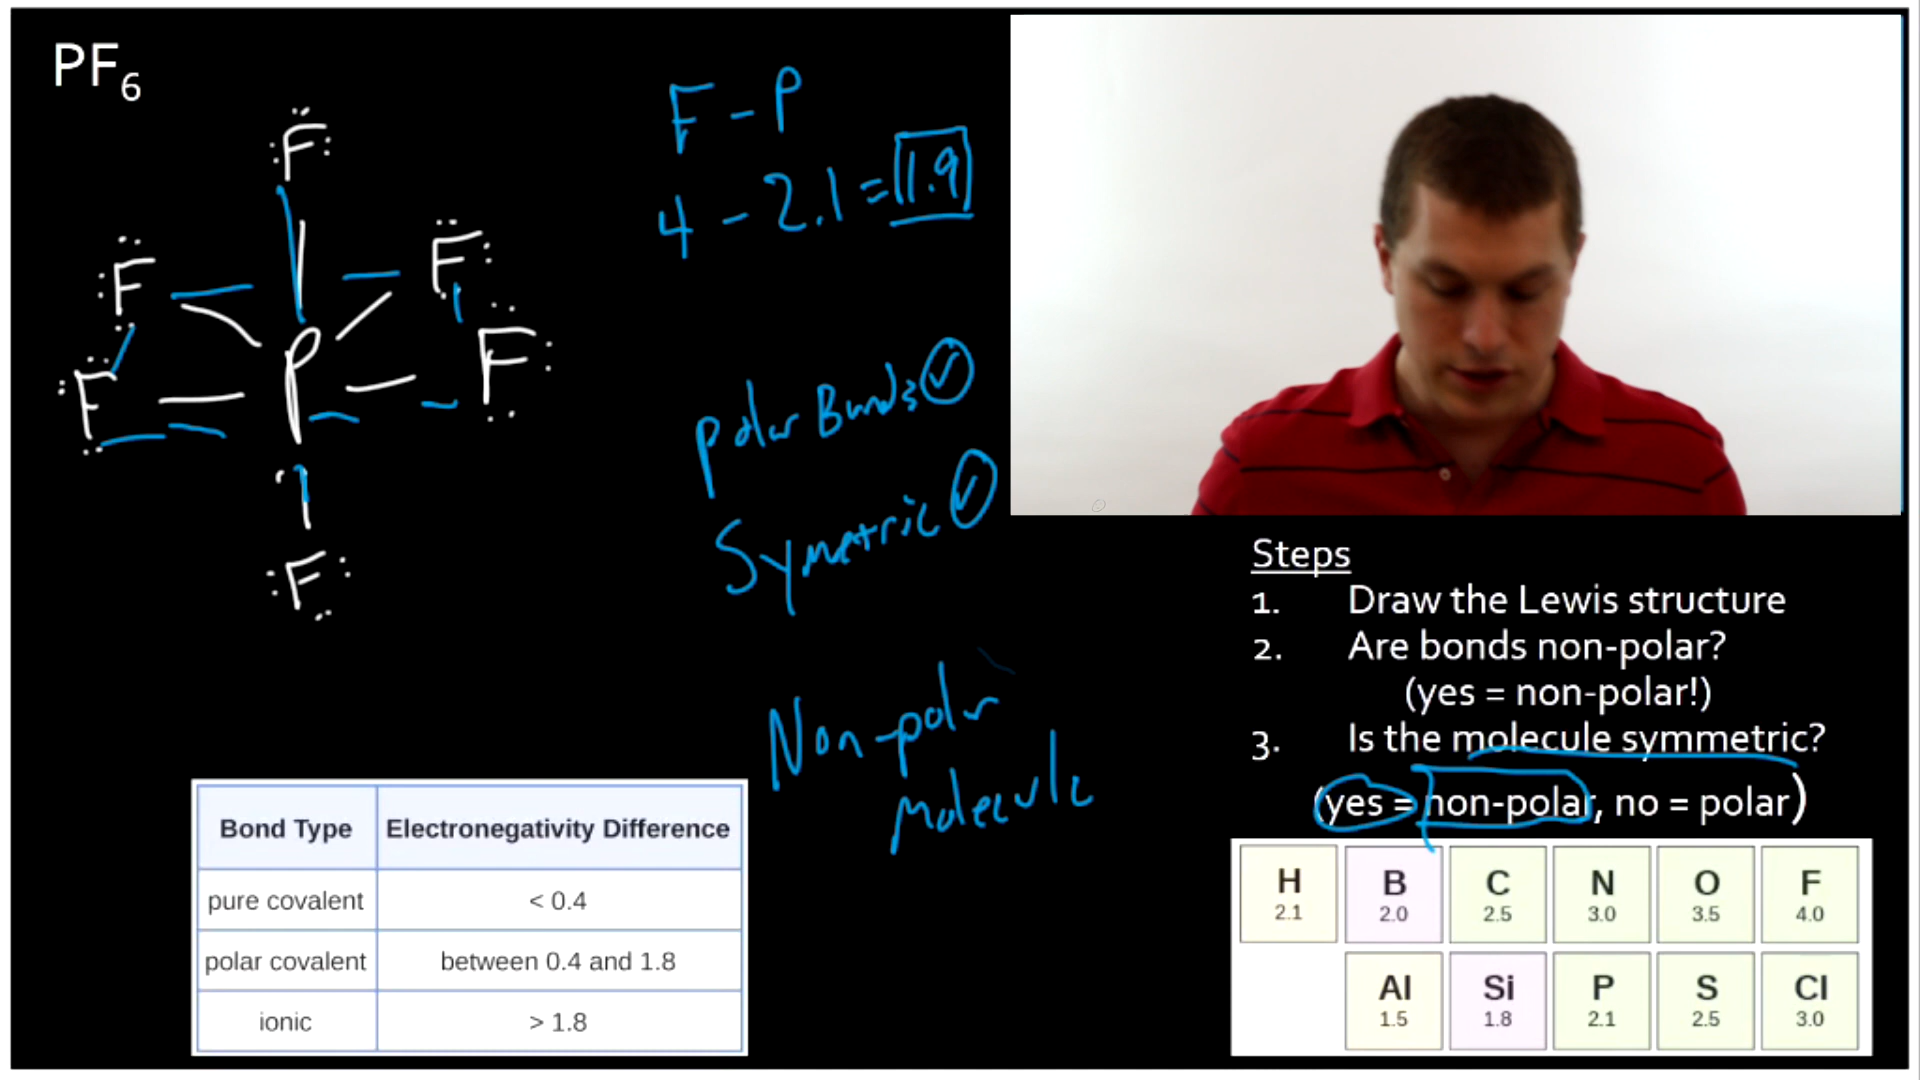 PF6
F
F F
F P F
F
F - P
4 - 2.1 = 1.9
polar Bonds ✓
Symetric ✓
Non-polar
molecule
Steps
1. Draw the Lewis structure
2. Are bonds non-polar?
(yes = non-polar!)
3. Is the molecule symmetric?
(yes = non-polar, no = polar)
Bond Type Electronegativity Difference
pure covalent < 0.4
polar covalent between 0.4 and 1.8
ionic > 1.8
H B C N O F
2.1 2.0 2.5 3.0 3.5 4.0
Al Si P S Cl
1.5 1.8 2.1 2.5 3.0